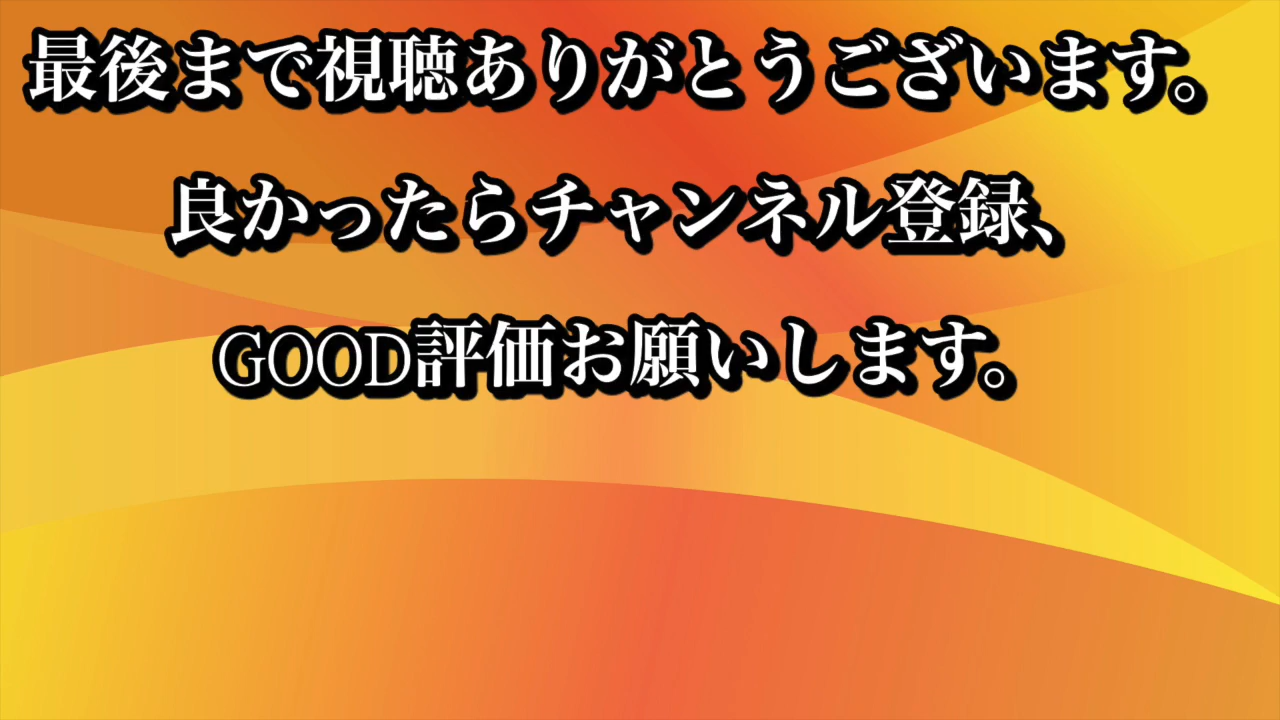 最後まで視聴ありがとうございます。
良かったらチャンネル登録、
GOOD評価お願いします。